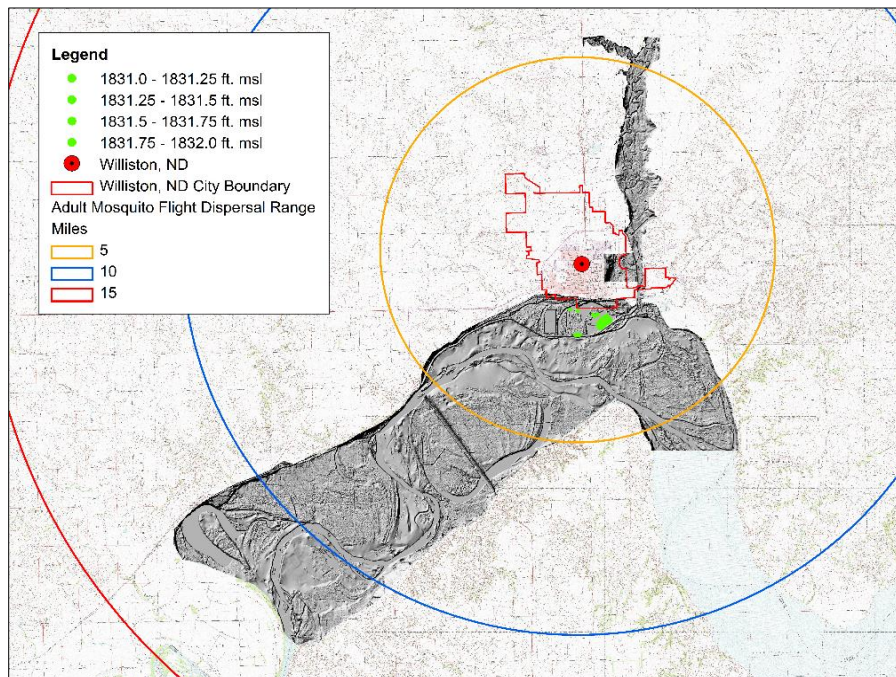 Legend
1831.0 - 1831.25 ft. msl
1831.25 - 1831.5 ft. msl
1831.5 - 1831.75 ft. msl
1831.75 - 1832.0 ft. msl
Williston, ND
Williston, ND City Boundary
Adult Mosquito Flight Dispersal Range
Miles
5
10
15